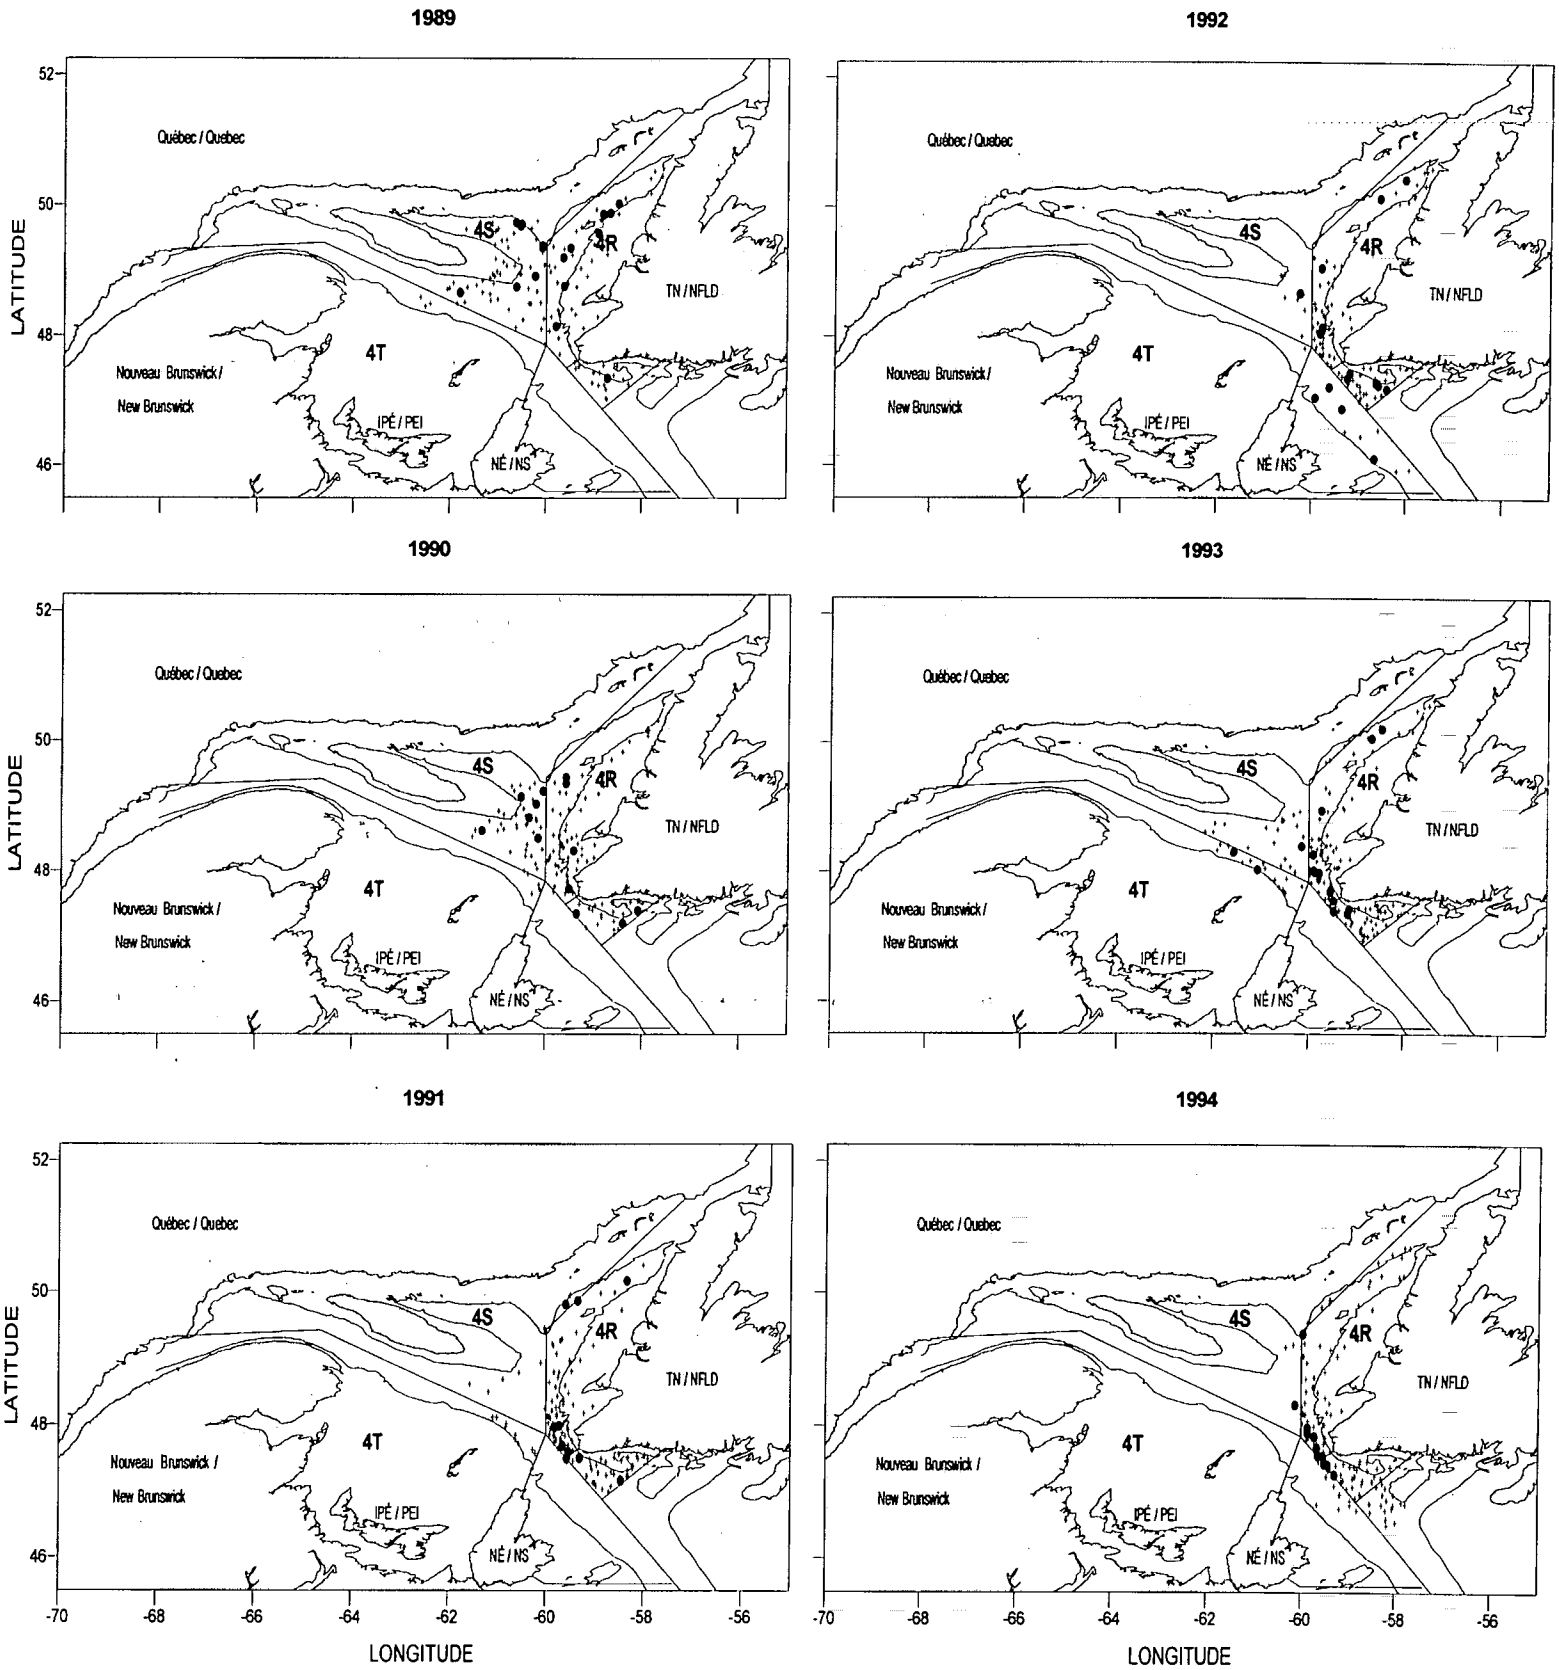 1989
52
50
48
46
LATITUDE
Québec / Quebec
4S
4R
TN / NFLD
4T
Nouveau Brunswick /
New Brunswick
IPÉ / PEI
NÉ / NS
1992
Québec / Quebec
4S
4R
TN / NFLD
4T
Nouveau Brunswick /
New Brunswick
IPÉ / PEI
NÉ / NS
1990
52
50
48
46
LATITUDE
Québec / Quebec
4S
4R
TN / NFLD
4T
Nouveau Brunswick /
New Brunswick
IPÉ / PEI
NÉ / NS
1993
Québec / Quebec
4S
4R
TN / NFLD
4T
Nouveau Brunswick /
New Brunswick
IPÉ / PEI
NÉ / NS
1991
52
50
48
46
LATITUDE
Québec / Quebec
4S
4R
TN / NFLD
4T
Nouveau Brunswick /
New Brunswick
IPÉ / PEI
NÉ / NS
-70 -68 -66 -64 -62 -60 -58 -56
LONGITUDE
1994
Québec / Quebec
4S
4R
TN / NFLD
4T
Nouveau Brunswick /
New Brunswick
IPÉ / PEI
NÉ / NS
-70 -68 -66 -64 -62 -60 -58 -56
LONGITUDE